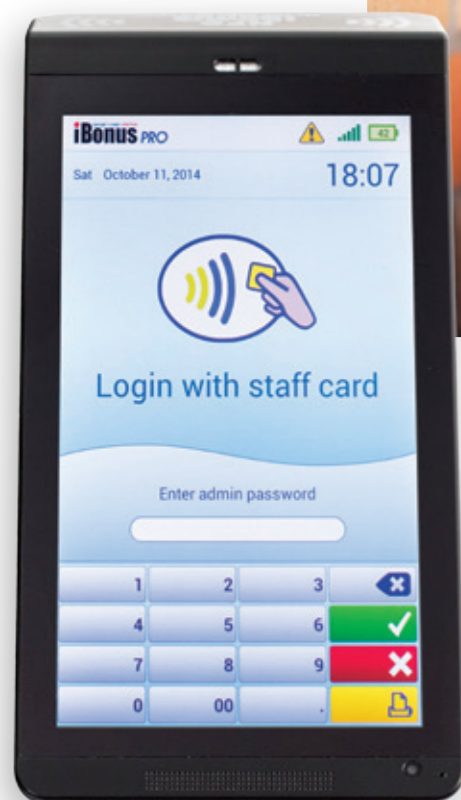 iBonus PRO
42
Sat October 11, 2014 18:07
Login with staff card
Enter admin password
1 2 3
4 5 6
7 8 9
0 00 .